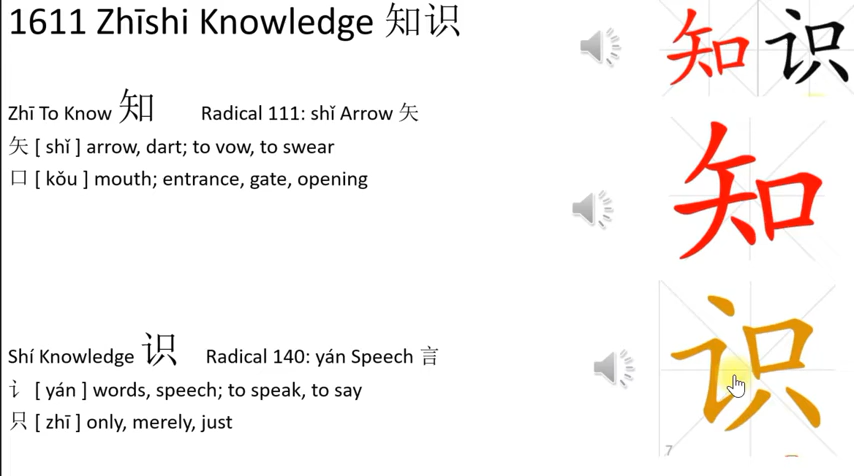 1611 Zhīshi Knowledge 知识
知识
Zhī To Know 知 Radical 111: shǐ Arrow 矢
矢 [ shǐ ] arrow, dart; to vow, to swear
口 [ kǒu ] mouth; entrance, gate, opening
知
Shí Knowledge 识 Radical 140: yán Speech 言
讠 [ yán ] words, speech; to speak, to say
只 [ zhī ] only, merely, just
识
7